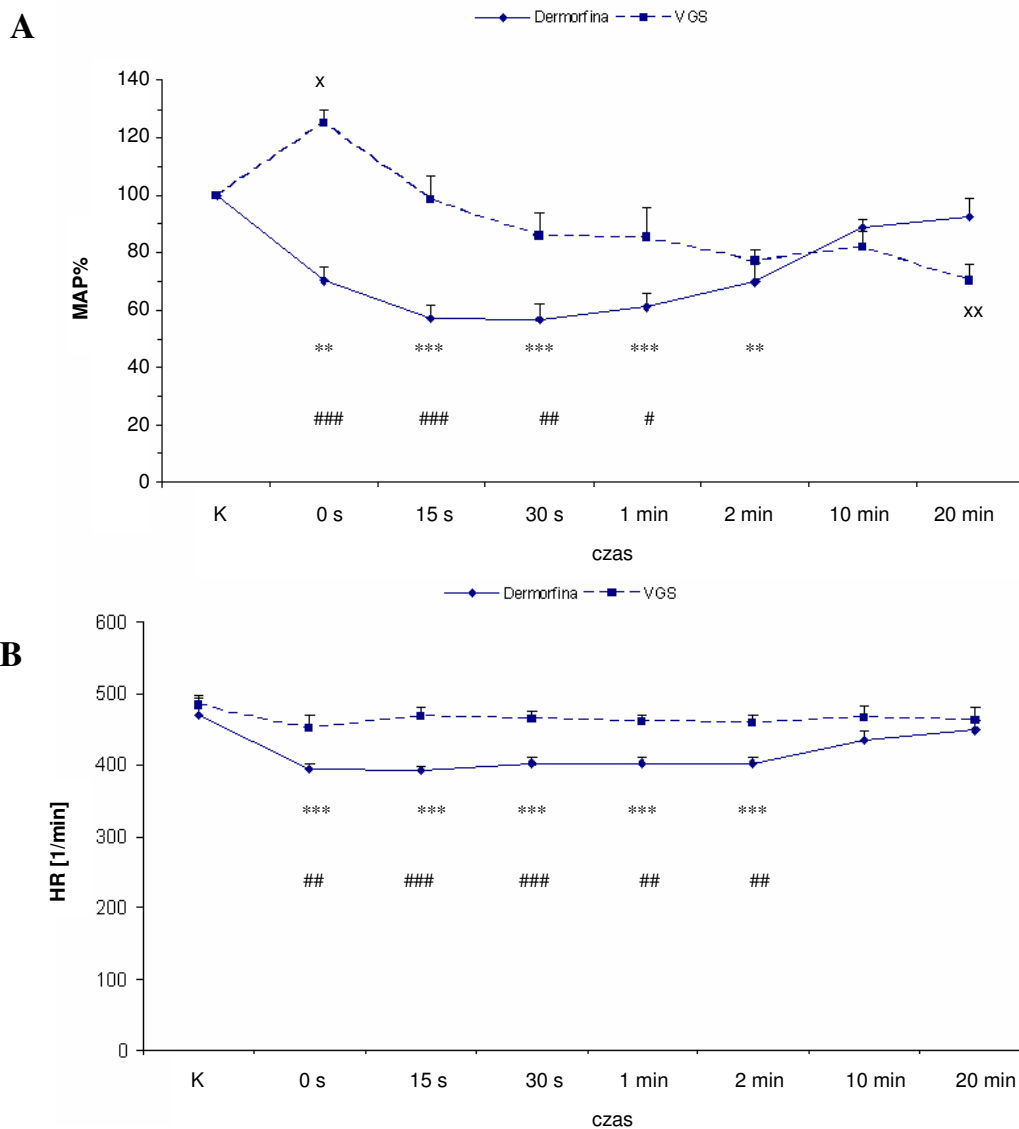 Dermorfina VGS
A
x
140
120
100
80
60
40
20
0
MAP%
xx
** *** *** *** **
### ### ## #
K 0 s 15 s 30 s 1 min 2 min 10 min 20 min
czas
Dermorfina VGS
B
600
500
400
300
200
100
0
HR [1/min]
*** *** *** *** ***
## ### ### ## ##
K 0 s 15 s 30 s 1 min 2 min 10 min 20 min
czas